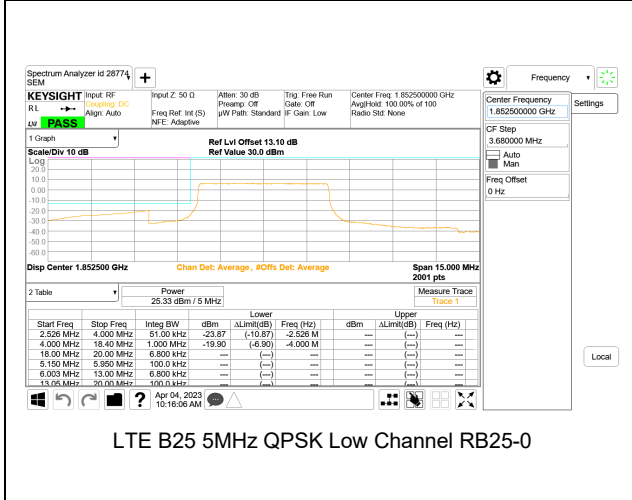 Spectrum Analyzer id 28774
SEM
Frequency
KEYSIGHT
R L
LXI PASS
Input: RF
Coupling: DC
Align: Auto
Input Z: 50 Ω
Freq Ref: Int (S)
NFE: Adaptive
Atten: 30 dB
Preamp: Off
µW Path: Standard
Trig: Free Run
Gate: Off
IF Gain: Low
Center Freq: 1.852500000 GHz
Avg|Hold: 100.00% of 100
Radio Std: None
Center Frequency
1.852500000 GHz
Settings
CF Step
3.680000 MHz
Auto
Man
Freq Offset
0 Hz
1 Graph
Scale/Div 10 dB
Ref Lvl Offset 13.10 dB
Ref Value 30.0 dBm
Log
20.0
10.0
0.00
-10.0
-20.0
-30.0
-40.0
-50.0
-60.0
Disp Center 1.852500 GHz
Chan Det: Average , #Offs Det: Average
Span 15.000 MHz
2001 pts
2 Table
Power
25.33 dBm / 5 MHz
Measure Trace
Trace 1
Lower Upper
Start Freq Stop Freq Integ BW dBm ΔLimit(dB) Freq (Hz) dBm ΔLimit(dB) Freq (Hz)
2.526 MHz 4.000 MHz 51.00 kHz -23.87 (-10.87) -2.526 M --- (---) ---
4.000 MHz 18.40 MHz 1.000 MHz -19.90 (-6.90) -4.000 M --- (---) ---
18.00 MHz 20.00 MHz 6.800 kHz --- (---) --- --- (---) ---
5.150 MHz 5.950 MHz 100.0 kHz --- (---) --- --- (---) ---
6.003 MHz 13.00 MHz 6.800 kHz --- (---) --- --- (---) ---
13.05 MHz 20.00 MHz 100.0 kHz --- (---) --- --- (---) ---
Local
Apr 04, 2023
10:16:06 AM
LTE B25 5MHz QPSK Low Channel RB25-0